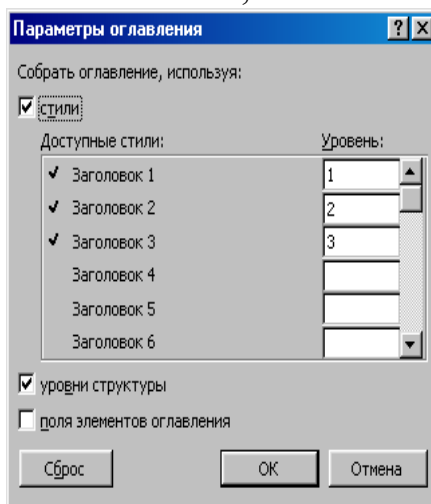 Параметры оглавления
Собрать оглавление, используя:
стили
Доступные стили: Уровень:
Заголовок 1 1
Заголовок 2 2
Заголовок 3 3
Заголовок 4
Заголовок 5
Заголовок 6
уровни структуры
поля элементов оглавления
Сброс ОК Отмена